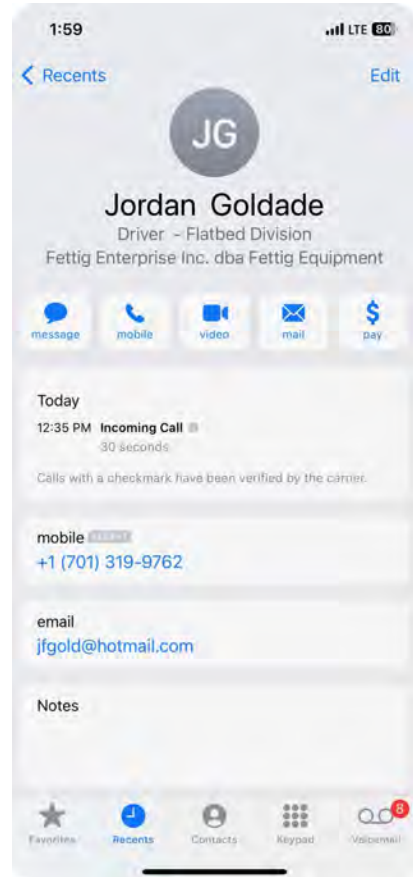 1:59 LTE 80
Recents Edit
JG
Jordan Goldade
Driver - Flatbed Division
Fettig Enterprise Inc. dba Fettig Equipment
message mobile video mail pay
Today
12:35 PM Incoming Call
30 seconds
Calls with a checkmark have been verified by the carrier.
mobile RECENT
+1 (701) 319-9762
email
jfgold@hotmail.com
Notes
8
Favorites Recents Contacts Keypad Voicemail